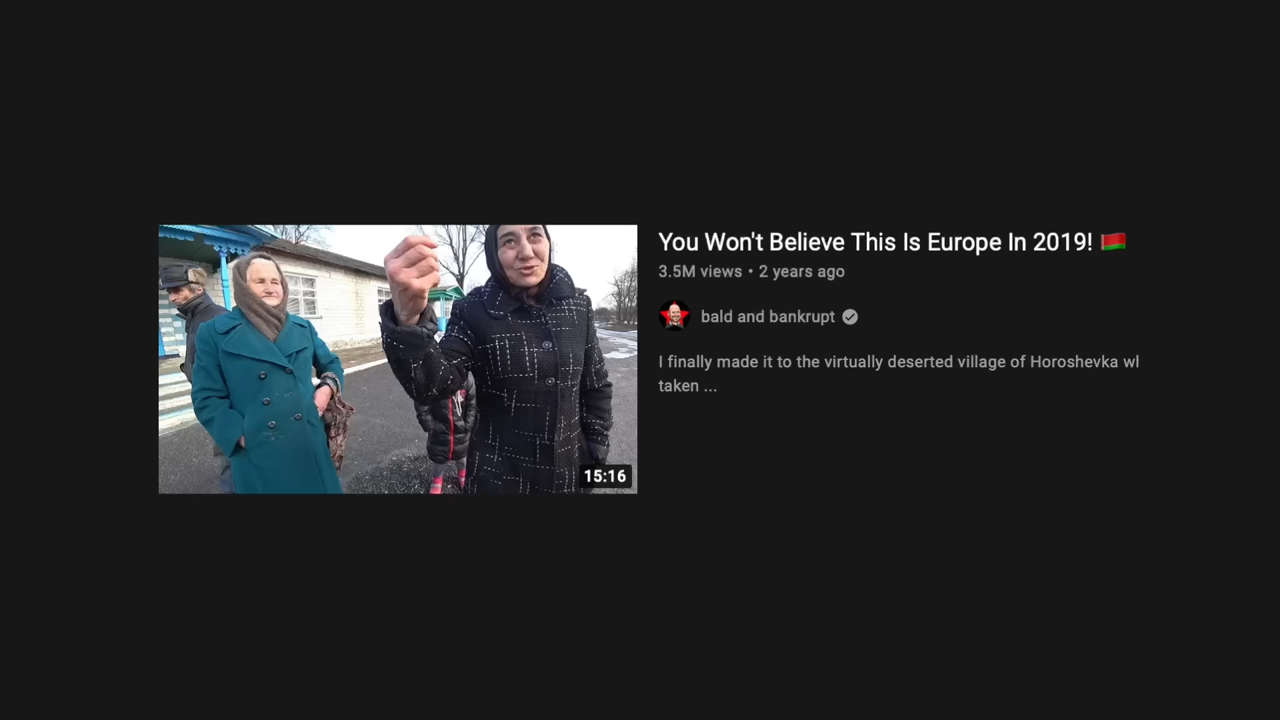 You Won't Believe This Is Europe In 2019! 🇧🇾
3.5M views • 2 years ago
bald and bankrupt
I finally made it to the virtually deserted village of Horoshevka wl
taken ...
15:16